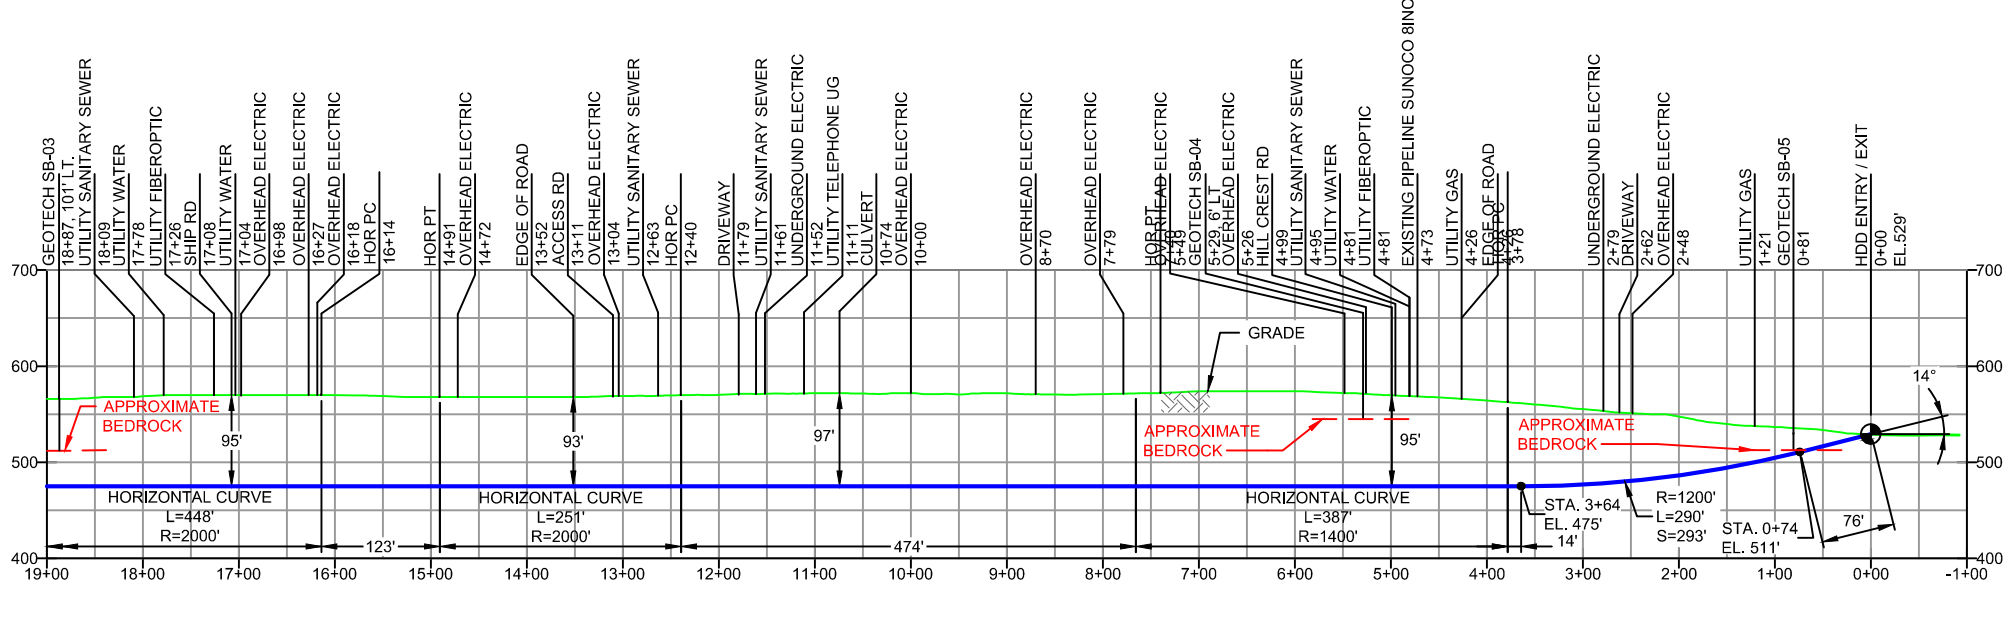 GEOTECH SB-03
18+87, 101' LT.
UTILITY SANITARY SEWER
18+09
UTILITY WATER
17+78
UTILITY FIBEROPTIC
17+26
SHIP RD
17+08
UTILITY WATER
17+04
OVERHEAD ELECTRIC
16+98
OVERHEAD ELECTRIC
16+27
OVERHEAD ELECTRIC
16+18
HOR PC
16+14
HOR PT
14+91
OVERHEAD ELECTRIC
14+72
EDGE OF ROAD
13+52
ACCESS RD
13+11
OVERHEAD ELECTRIC
13+04
UTILITY SANITARY SEWER
12+63
HOR PC
12+40
DRIVEWAY
11+79
UTILITY SANITARY SEWER
11+61
UNDERGROUND ELECTRIC
11+52
UTILITY TELEPHONE UG
11+11
CULVERT
10+74
OVERHEAD ELECTRIC
10+00
OVERHEAD ELECTRIC
8+70
OVERHEAD ELECTRIC
7+79
HOR PT
OVERHEAD ELECTRIC
5+49
GEOTECH SB-04
5+29, 6' LT
OVERHEAD ELECTRIC
5+26
HILL CREST RD
4+99
UTILITY SANITARY SEWER
4+95
UTILITY WATER
4+81
UTILITY FIBEROPTIC
4+81
EXISTING PIPELINE SUNOCO 8INC
4+73
UTILITY GAS
4+26
EDGE OF ROAD
HOR PC
3+78
UNDERGROUND ELECTRIC
2+79
DRIVEWAY
2+62
OVERHEAD ELECTRIC
2+48
UTILITY GAS
1+21
GEOTECH SB-05
0+81
HDD ENTRY / EXIT
0+00
EL.529'
700
700
GRADE
600
600
14°
APPROXIMATE
BEDROCK
95'
93'
97'
APPROXIMATE
BEDROCK
95'
APPROXIMATE
BEDROCK
500
500
HORIZONTAL CURVE
L=448'
R=2000'
HORIZONTAL CURVE
L=251'
R=2000'
HORIZONTAL CURVE
L=387'
R=1400'
STA. 3+64
EL. 475'
R=1200'
L=290'
S=293'
STA. 0+74
EL. 511'
76'
123'
474'
14'
400
400
19+00 18+00 17+00 16+00 15+00 14+00 13+00 12+00 11+00 10+00 9+00 8+00 7+00 6+00 5+00 4+00 3+00 2+00 1+00 0+00 -1+00